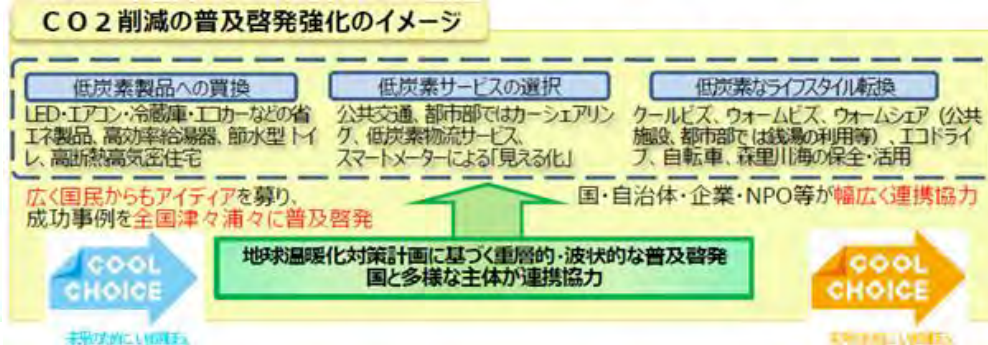 CO2削減の普及啓発強化のイメージ
低炭素製品への買換
LED・エアコン・冷蔵庫・エコカーなどの省
エネ製品、高効率給湯器、節水型トイ
レ、高断熱高気密住宅
低炭素サービスの選択
公共交通、都市部ではカーシェアリン
グ、低炭素物流サービス、
スマートメーターによる「見える化」
低炭素なライフスタイル転換
クールビズ、ウォームビズ、ウォームシェア（公共
施設、都市部では銭湯の利用等）、エコドライ
ブ、自転車、森里川海の保全・活用
広く国民からもアイディアを募り、
成功事例を全国津々浦々に普及啓発
国・自治体・企業・NPO等が幅広く連携協力
地球温暖化対策計画に基づく重層的・波状的な普及啓発
国と多様な主体が連携協力
COOL
CHOICE
COOL
CHOICE